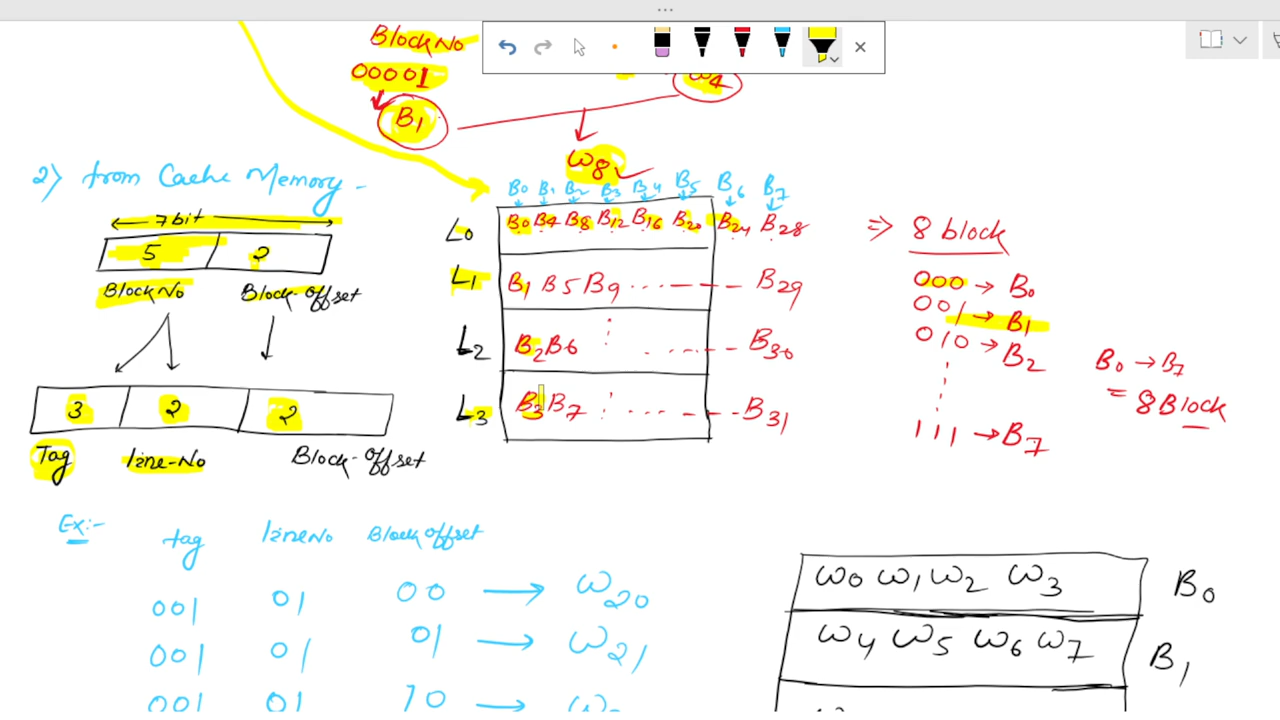 Block No
00001
ω4
B1
ω8
2) from Cache Memory -
7 bit
5 2
Block No Block-offset
3 2 2
Tag line-No Block-offset
B0 B1 B2 B3 B4 B5 B6 B7
L0 B0 B4 B8 B12 B16 B20 B24 B28
L1 B1 B5 B9 ... - - - B29
L2 B2 B6 ... - - - B30
L3 B3 B7 ... - - - B31
⇒ 8 block
000 → B0
001 → B1
010 → B2
111 → B7
B0 → B7
= 8 Block
Ex:-
tag line No Block offset
001 01 00 → ω20
001 01 01 → ω21
001 01 10 →
ω0 ω1 ω2 ω3 B0
ω4 ω5 ω6 ω7 B1